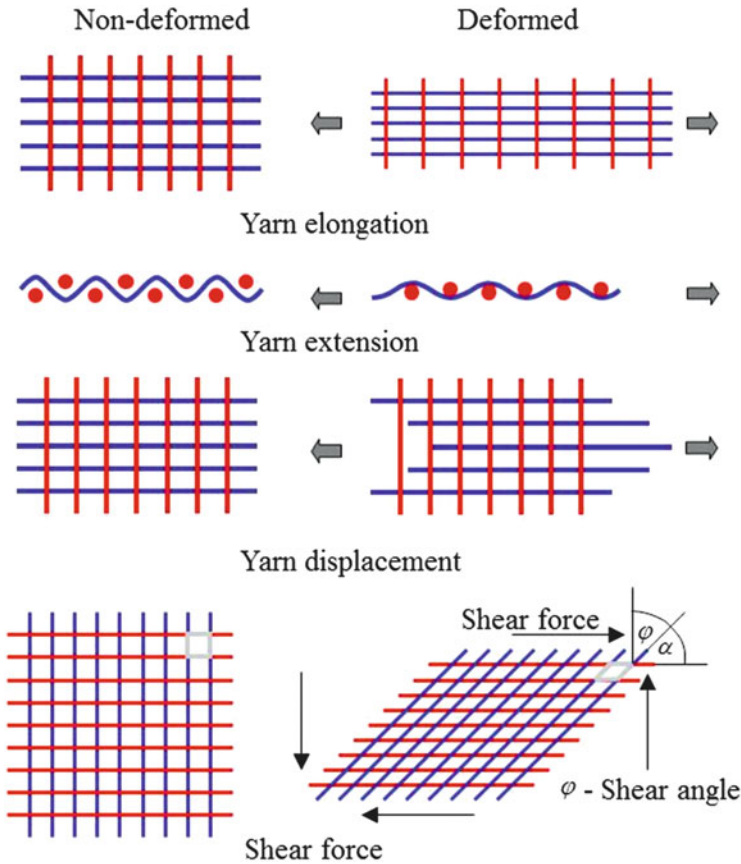 Non-deformed Deformed
Yarn elongation
Yarn extension
Yarn displacement
Shear force
φ
α
φ - Shear angle
Shear force